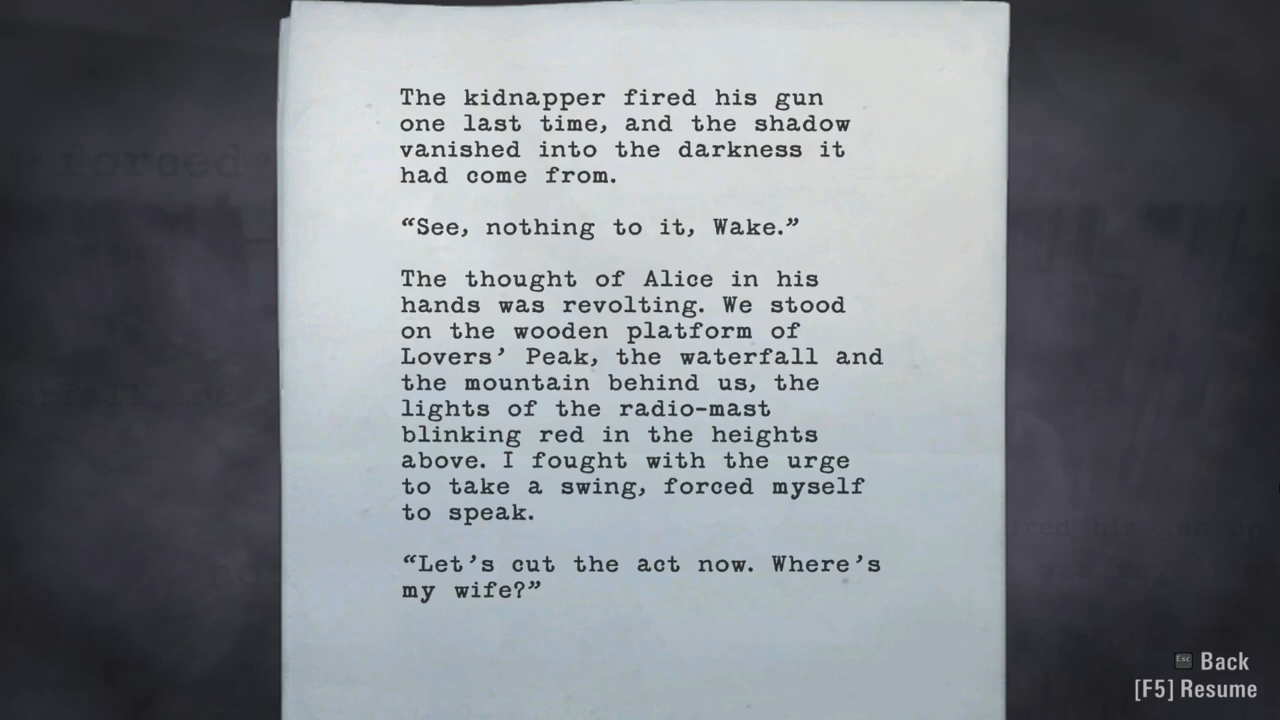 The kidnapper fired his gun
one last time, and the shadow
vanished into the darkness it
had come from.
“See, nothing to it, Wake.”
The thought of Alice in his
hands was revolting. We stood
on the wooden platform of
Lovers’ Peak, the waterfall and
the mountain behind us, the
lights of the radio-mast
blinking red in the heights
above. I fought with the urge
to take a swing, forced myself
to speak.
“Let’s cut the act now. Where’s
my wife?”
Esc Back
[F5] Resume